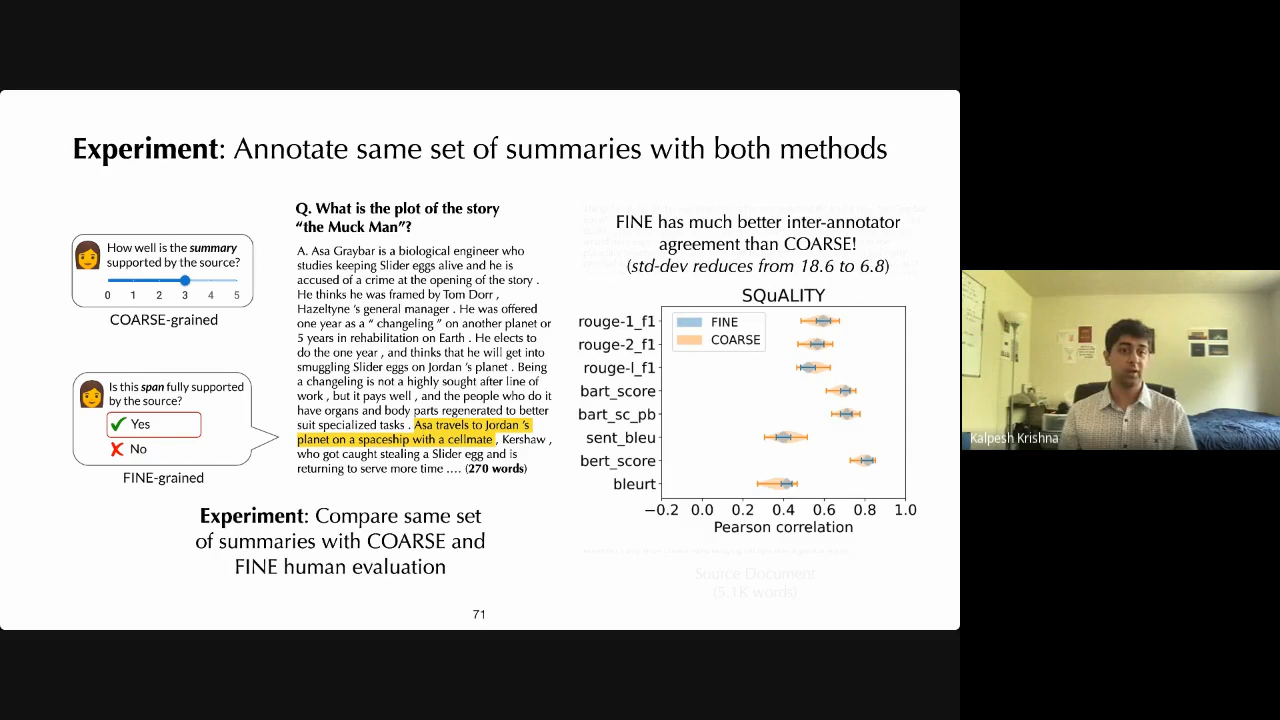 Experiment: Annotate same set of summaries with both methods
How well is the summary
supported by the source?
0 1 2 3 4 5
COARSE-grained
Is this span fully supported
by the source?
Yes
No
FINE-grained
Q. What is the plot of the story
“the Muck Man”?
A. Asa Graybar is a biological engineer who
studies keeping Slider eggs alive and he is
accused of a crime at the opening of the story .
He thinks he was framed by Tom Dorr ,
Hazeltyne ’s general manager . He was offered
one year as a “ changeling ” on another planet or
5 years in rehabilitation on Earth . He elects to
do the one year , and thinks that he will get into
smuggling Slider eggs on Jordan ’s planet . Being
a changeling is not a highly sought after line of
work , but it pays well , and the people who do it
have organs and body parts regenerated to better
suit specialized tasks . Asa travels to Jordan ’s
planet on a spaceship with a cellmate , Kershaw ,
who got caught stealing a Slider egg and is
returning to serve more time .... (270 words)
Experiment: Compare same set
of summaries with COARSE and
FINE human evaluation
FINE has much better inter-annotator
agreement than COARSE!
(std-dev reduces from 18.6 to 6.8)
SQuALITY
FINE
COARSE
rouge-1_f1
rouge-2_f1
rouge-l_f1
bart_score
bart_sc_pb
sent_bleu
bert_score
bleurt
−0.2 0.0 0.2 0.4 0.6 0.8 1.0
Pearson correlation
Source Document
(5.1K words)
71
Kalpesh Krishna